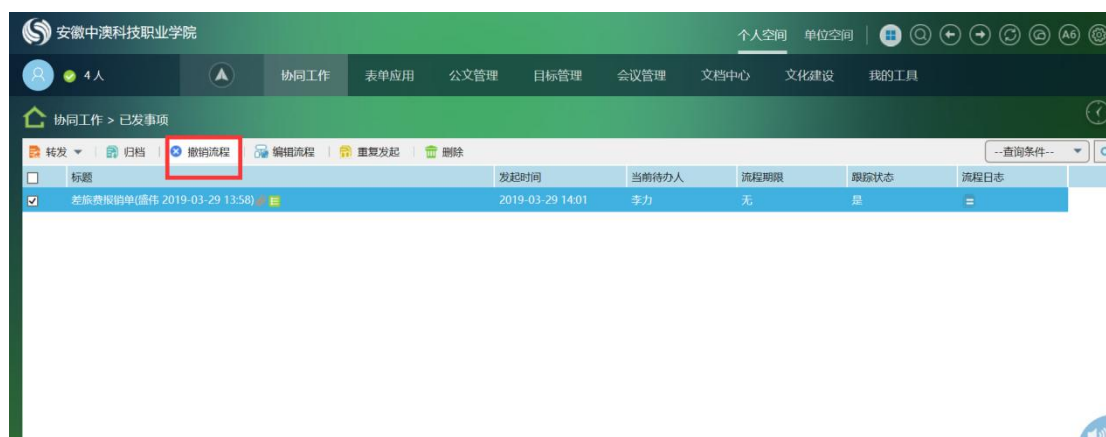 安徽中澳科技职业学院
个人空间 单位空间 A6
4人 协同工作 表单应用 公文管理 目标管理 会议管理 文档中心 文化建设 我的工具
协同工作 > 已发事项
转发 归档 撤销流程 编辑流程 重复发起 删除 --查询条件--
标题 发起时间 当前待办人 流程期限 跟踪状态 流程日志
差旅费报销单(盛伟 2019-03-29 13:58) 2019-03-29 14:01 李力 无 是